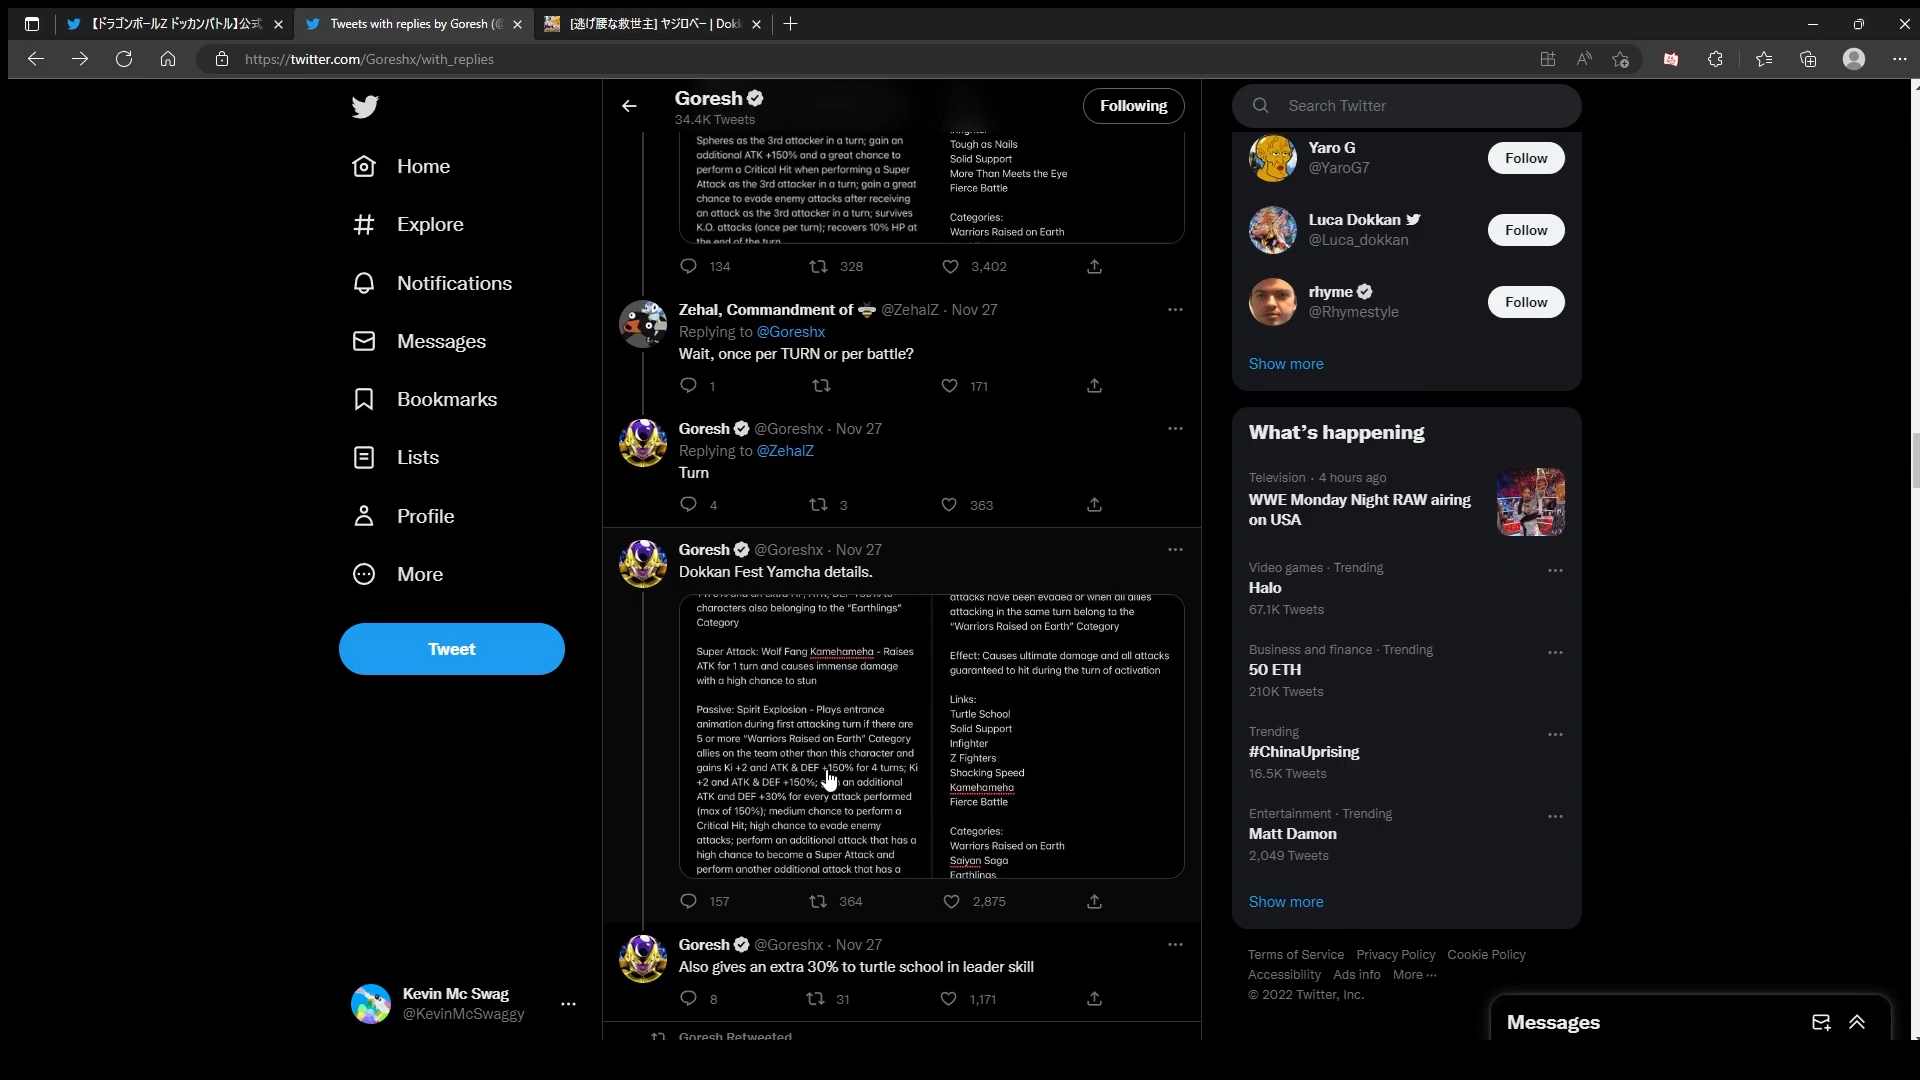 【ドラゴンボールZ ドッカンバトル】公式
Tweets with replies by Goresh (@
[逃げ腰な救世主] ヤジロベー | Dok
https://twitter.com/Goreshx/with_replies
Home
Explore
Notifications
Messages
Bookmarks
Lists
Profile
More
Tweet
Kevin Mc Swag
@KevinMcSwaggy
Goresh
34.4K Tweets
Following
Spheres as the 3rd attacker in a turn; gain an
additional ATK +150% and a great chance to
perform a Critical Hit when performing a Super
Attack as the 3rd attacker in a turn; gain a great
chance to evade enemy attacks after receiving
an attack as the 3rd attacker in a turn; survives
K.O. attacks (once per turn); recovers 10% HP at
the end of the turn
Infighter
Tough as Nails
Solid Support
More Than Meets the Eye
Fierce Battle
Categories:
Warriors Raised on Earth
134 328 3,402
Zehal, Commandment of @ZehalZ · Nov 27
Replying to @Goreshx
Wait, once per TURN or per battle?
1 171
Goresh @Goreshx · Nov 27
Replying to @ZehalZ
Turn
4 3 363
Goresh @Goreshx · Nov 27
Dokkan Fest Yamcha details.
characters also belonging to the "Earthlings"
Category
Super Attack: Wolf Fang Kamehameha - Raises
ATK for 1 turn and causes immense damage
with a high chance to stun
Passive: Spirit Explosion - Plays entrance
animation during first attacking turn if there are
5 or more "Warriors Raised on Earth" Category
allies on the team other than this character and
gains Ki +2 and ATK & DEF +150% for 4 turns; Ki
+2 and ATK & DEF +150%; an additional
ATK and DEF +30% for every attack performed
(max of 150%); medium chance to perform a
Critical Hit; high chance to evade enemy
attacks; perform an additional attack that has a
high chance to become a Super Attack and
perform another additional attack that has a
attacks have been evaded or when all allies
attacking in the same turn belong to the
"Warriors Raised on Earth" Category
Effect: Causes ultimate damage and all attacks
guaranteed to hit during the turn of activation
Links:
Turtle School
Solid Support
Infighter
Z Fighters
Shocking Speed
Kamehameha
Fierce Battle
Categories:
Warriors Raised on Earth
Saiyan Saga
Earthlings
157 364 2,875
Goresh @Goreshx · Nov 27
Also gives an extra 30% to turtle school in leader skill
8 31 1,171
Goresh Retweeted
Search Twitter
Yaro G
@YaroG7
Follow
Luca Dokkan
@Luca_dokkan
Follow
rhyme
@Rhymestyle
Follow
Show more
What's happening
Television · 4 hours ago
WWE Monday Night RAW airing
on USA
Video games · Trending
Halo
67.1K Tweets
Business and finance · Trending
50 ETH
210K Tweets
Trending
#ChinaUprising
16.5K Tweets
Entertainment · Trending
Matt Damon
2,049 Tweets
Show more
Terms of Service Privacy Policy Cookie Policy
Accessibility Ads info More ···
© 2022 Twitter, Inc.
Messages